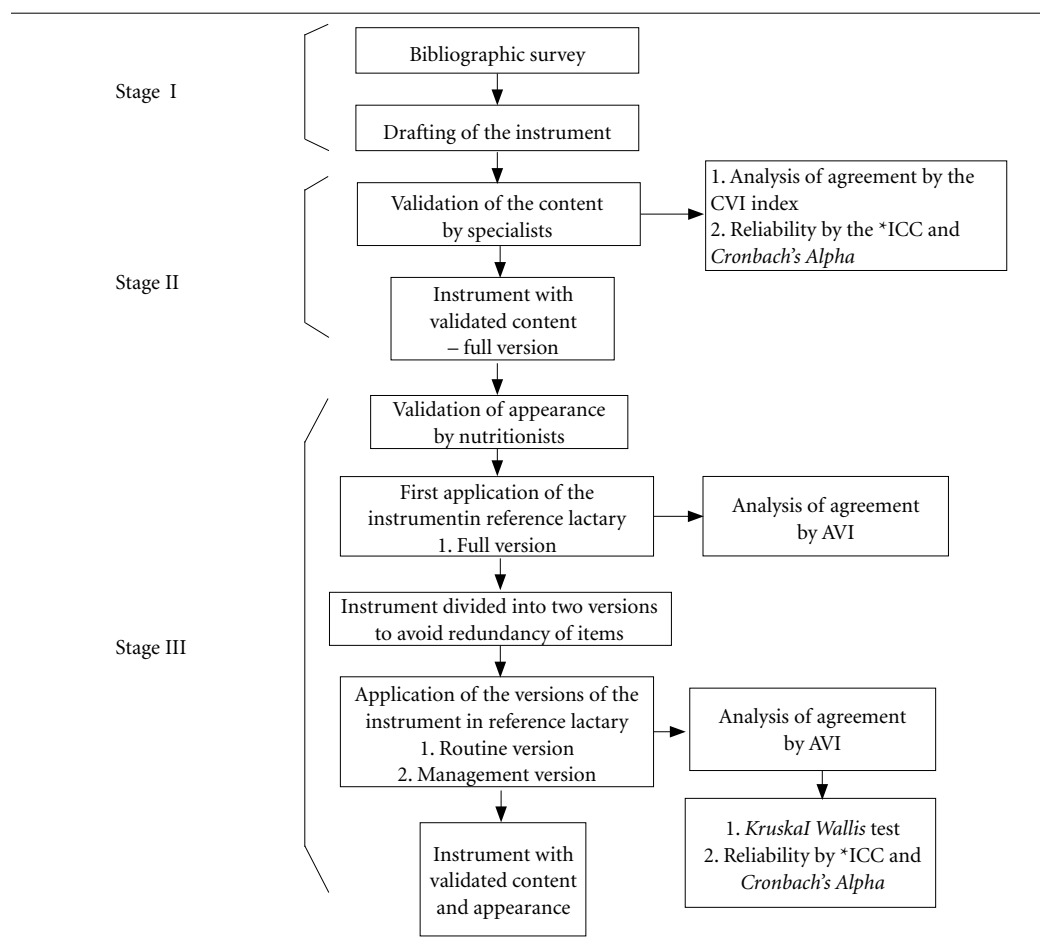 Stage I
Bibliographic survey
Drafting of the instrument
Stage II
Validation of the content
by specialists
1. Analysis of agreement by the
CVI index
2. Reliability by the *ICC and
Cronbach's Alpha
Instrument with
validated content
– full version
Stage III
Validation of appearance
by nutritionists
First application of the
instrumentin reference lactary
1. Full version
Analysis of agreement
by AVI
Instrument divided into two versions
to avoid redundancy of items
Application of the versions of the
instrument in reference lactary
1. Routine version
2. Management version
Analysis of agreement
by AVI
1. KruskaI Wallis test
2. Reliability by *ICC and
Cronbach's Alpha
Instrument with
validated content
and appearance